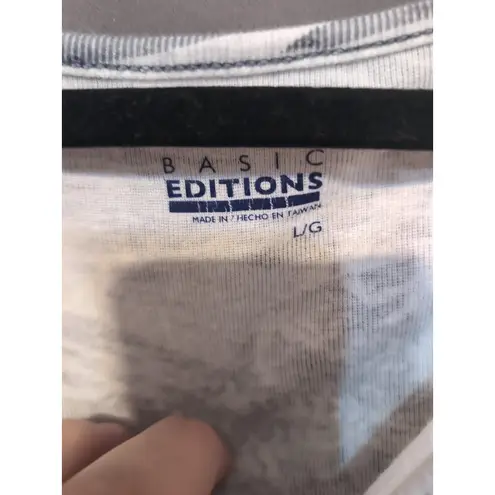 BASIC
EDITIONS
MADE IN / HECHO EN TAIWAN
L/G